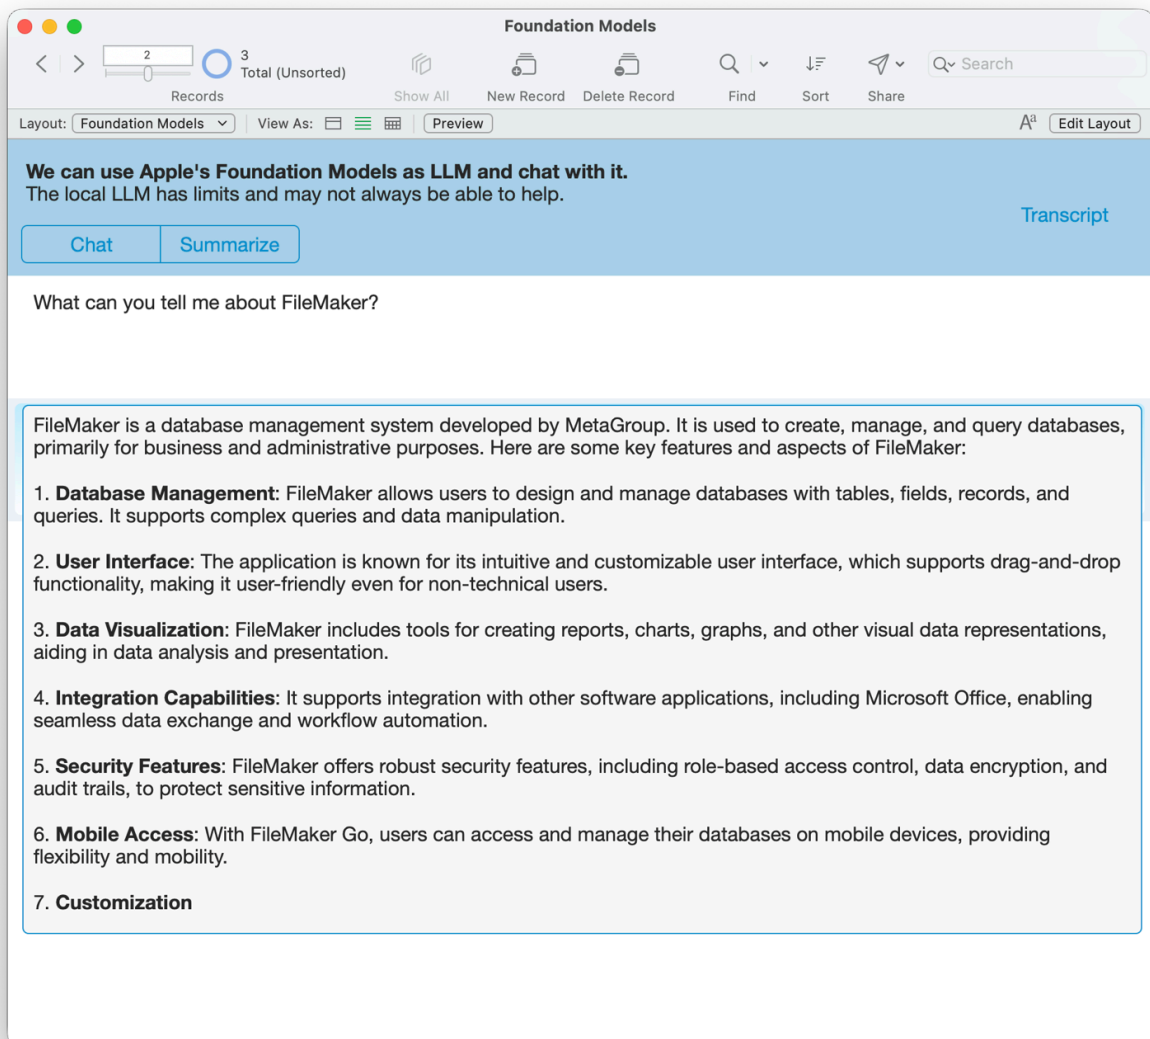 Foundation Models
2
3
Total (Unsorted)
Records
Show All
New Record
Delete Record
Find
Sort
Share
Search
Layout: Foundation Models
View As:
Preview
Aa
Edit Layout
We can use Apple's Foundation Models as LLM and chat with it.
The local LLM has limits and may not always be able to help.
Transcript
Chat
Summarize
What can you tell me about FileMaker?
FileMaker is a database management system developed by MetaGroup. It is used to create, manage, and query databases,
primarily for business and administrative purposes. Here are some key features and aspects of FileMaker:
1. Database Management: FileMaker allows users to design and manage databases with tables, fields, records, and
queries. It supports complex queries and data manipulation.
2. User Interface: The application is known for its intuitive and customizable user interface, which supports drag-and-drop
functionality, making it user-friendly even for non-technical users.
3. Data Visualization: FileMaker includes tools for creating reports, charts, graphs, and other visual data representations,
aiding in data analysis and presentation.
4. Integration Capabilities: It supports integration with other software applications, including Microsoft Office, enabling
seamless data exchange and workflow automation.
5. Security Features: FileMaker offers robust security features, including role-based access control, data encryption, and
audit trails, to protect sensitive information.
6. Mobile Access: With FileMaker Go, users can access and manage their databases on mobile devices, providing
flexibility and mobility.
7. Customization